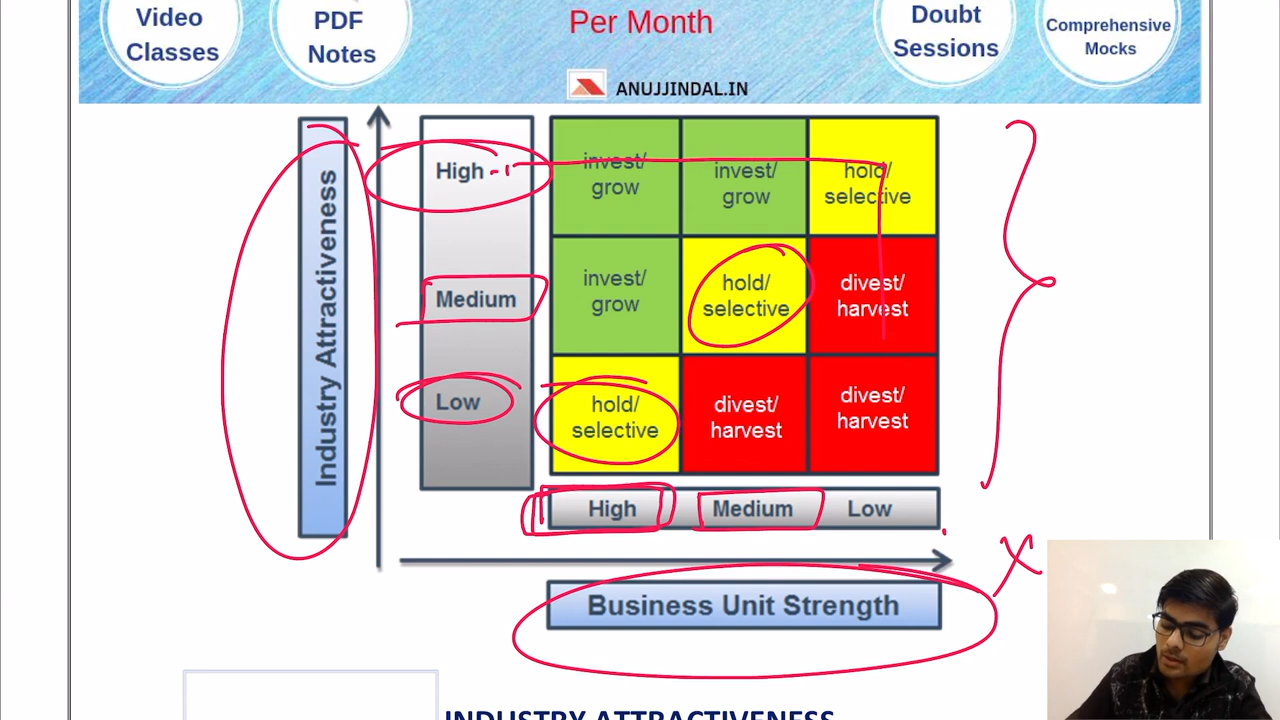 Video
Classes
PDF
Notes
Per Month
Doubt
Sessions
Comprehensive
Mocks
ANUJJINDAL.IN
Industry Attractiveness
High
invest/
grow
invest/
grow
hold/
selective
Medium
invest/
grow
hold/
selective
divest/
harvest
Low
hold/
selective
divest/
harvest
divest/
harvest
High
Medium
Low
X
Business Unit Strength
INDUSTRY ATTRACTIVENESS